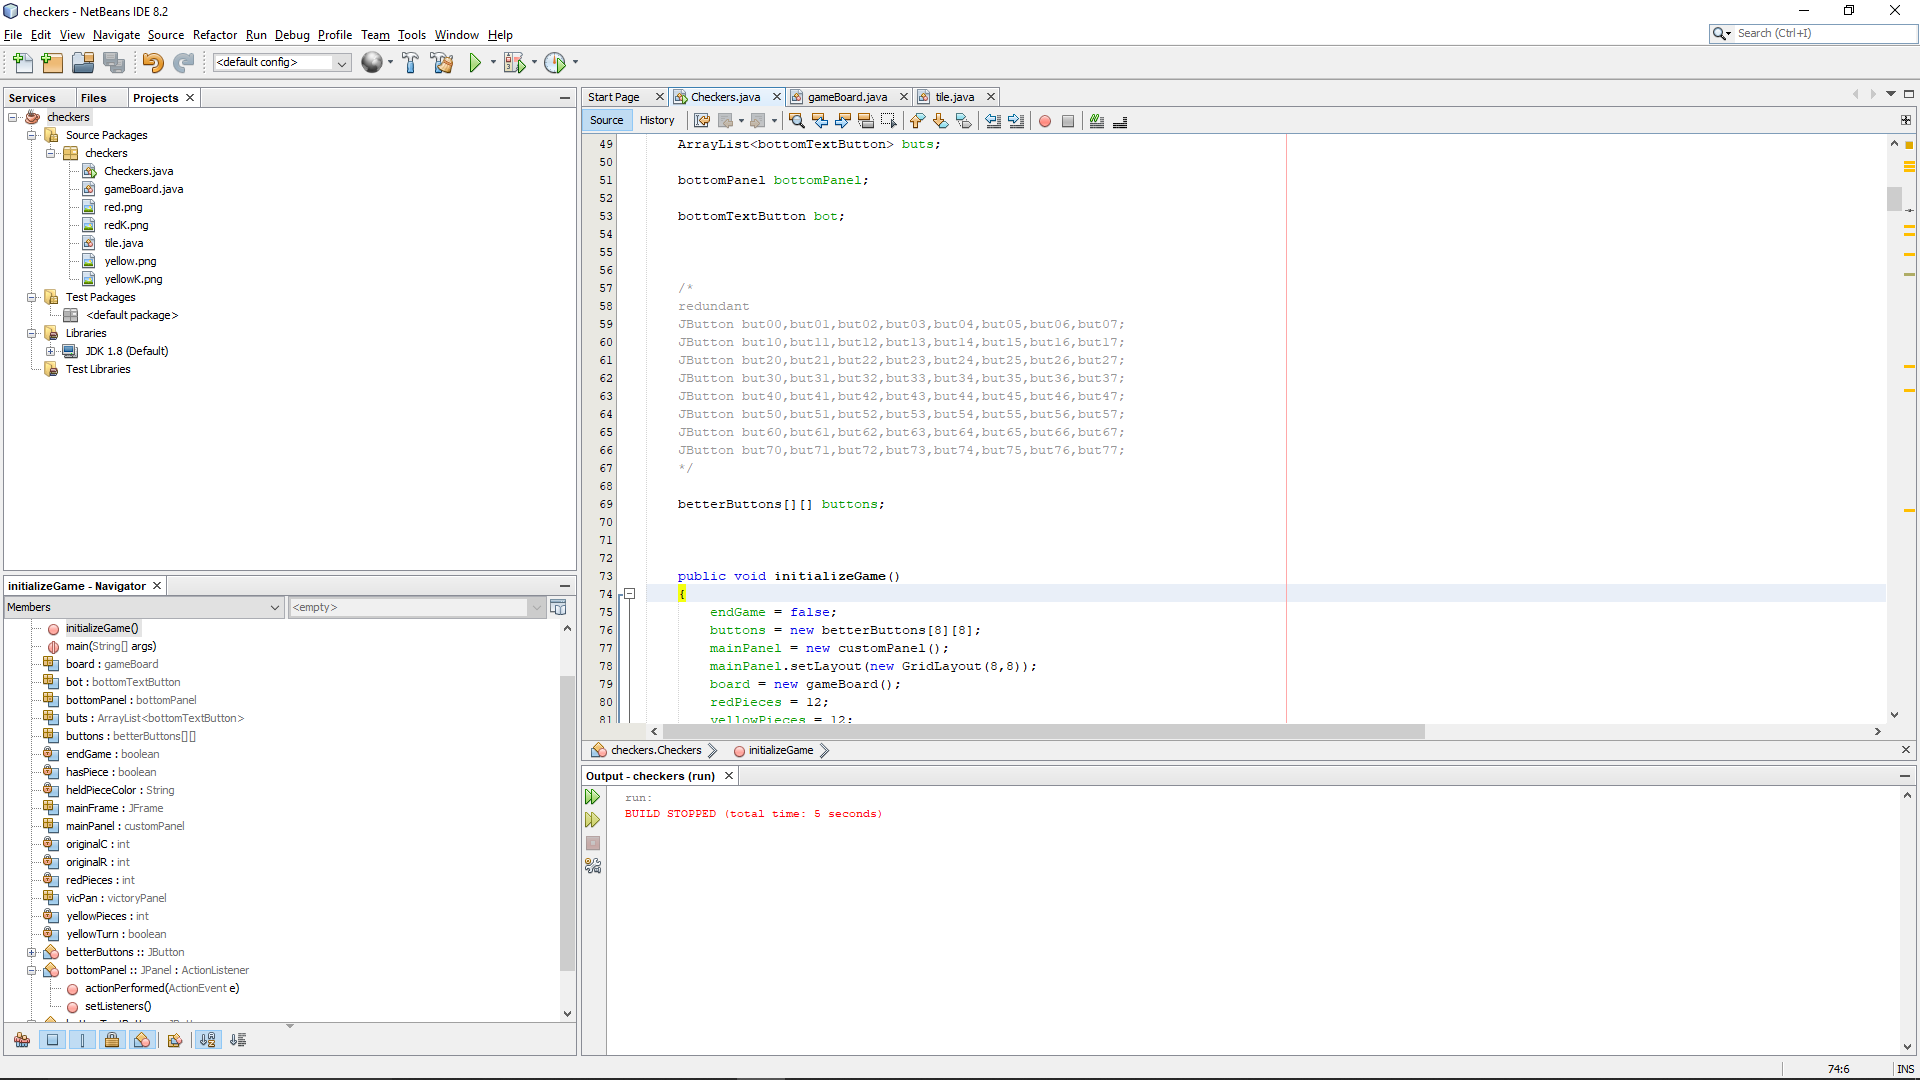 checkers - NetBeans IDE 8.2
File Edit View Navigate Source Refactor Run Debug Profile Team Tools Window Help
Search (Ctrl+I)
<default config>
Services Files Projects
checkers
Source Packages
checkers
Checkers.java
gameBoard.java
red.png
redK.png
tile.java
yellow.png
yellowK.png
Test Packages
<default package>
Libraries
JDK 1.8 (Default)
Test Libraries
initializeGame - Navigator
Members
<empty>
initializeGame()
main(String[] args)
board : gameBoard
bot : bottomTextButton
bottomPanel : bottomPanel
buts : ArrayList<bottomTextButton>
buttons : betterButtons[][]
endGame : boolean
hasPiece : boolean
heldPieceColor : String
mainFrame : JFrame
mainPanel : customPanel
originalC : int
originalR : int
redPieces : int
vicPan : victoryPanel
yellowPieces : int
yellowTurn : boolean
betterButtons :: JButton
bottomPanel :: JPanel : ActionListener
actionPerformed(ActionEvent e)
setListeners()
Start Page Checkers.java gameBoard.java tile.java
Source History
49 ArrayList<bottomTextButton> buts;
50
51 bottomPanel bottomPanel;
52
53 bottomTextButton bot;
54
55
56
57 /*
58 redundant
59 JButton but00,but01,but02,but03,but04,but05,but06,but07;
60 JButton but10,but11,but12,but13,but14,but15,but16,but17;
61 JButton but20,but21,but22,but23,but24,but25,but26,but27;
62 JButton but30,but31,but32,but33,but34,but35,but36,but37;
63 JButton but40,but41,but42,but43,but44,but45,but46,but47;
64 JButton but50,but51,but52,but53,but54,but55,but56,but57;
65 JButton but60,but61,but62,but63,but64,but65,but66,but67;
66 JButton but70,but71,but72,but73,but74,but75,but76,but77;
67 */
68
69 betterButtons[][] buttons;
70
71
72
73 public void initializeGame()
74 {
75 endGame = false;
76 buttons = new betterButtons[8][8];
77 mainPanel = new customPanel();
78 mainPanel.setLayout(new GridLayout(8,8));
79 board = new gameBoard();
80 redPieces = 12;
81 yellowPieces = 12;
checkers.Checkers initializeGame
Output - checkers (run)
run:
BUILD STOPPED (total time: 5 seconds)
74:6 INS